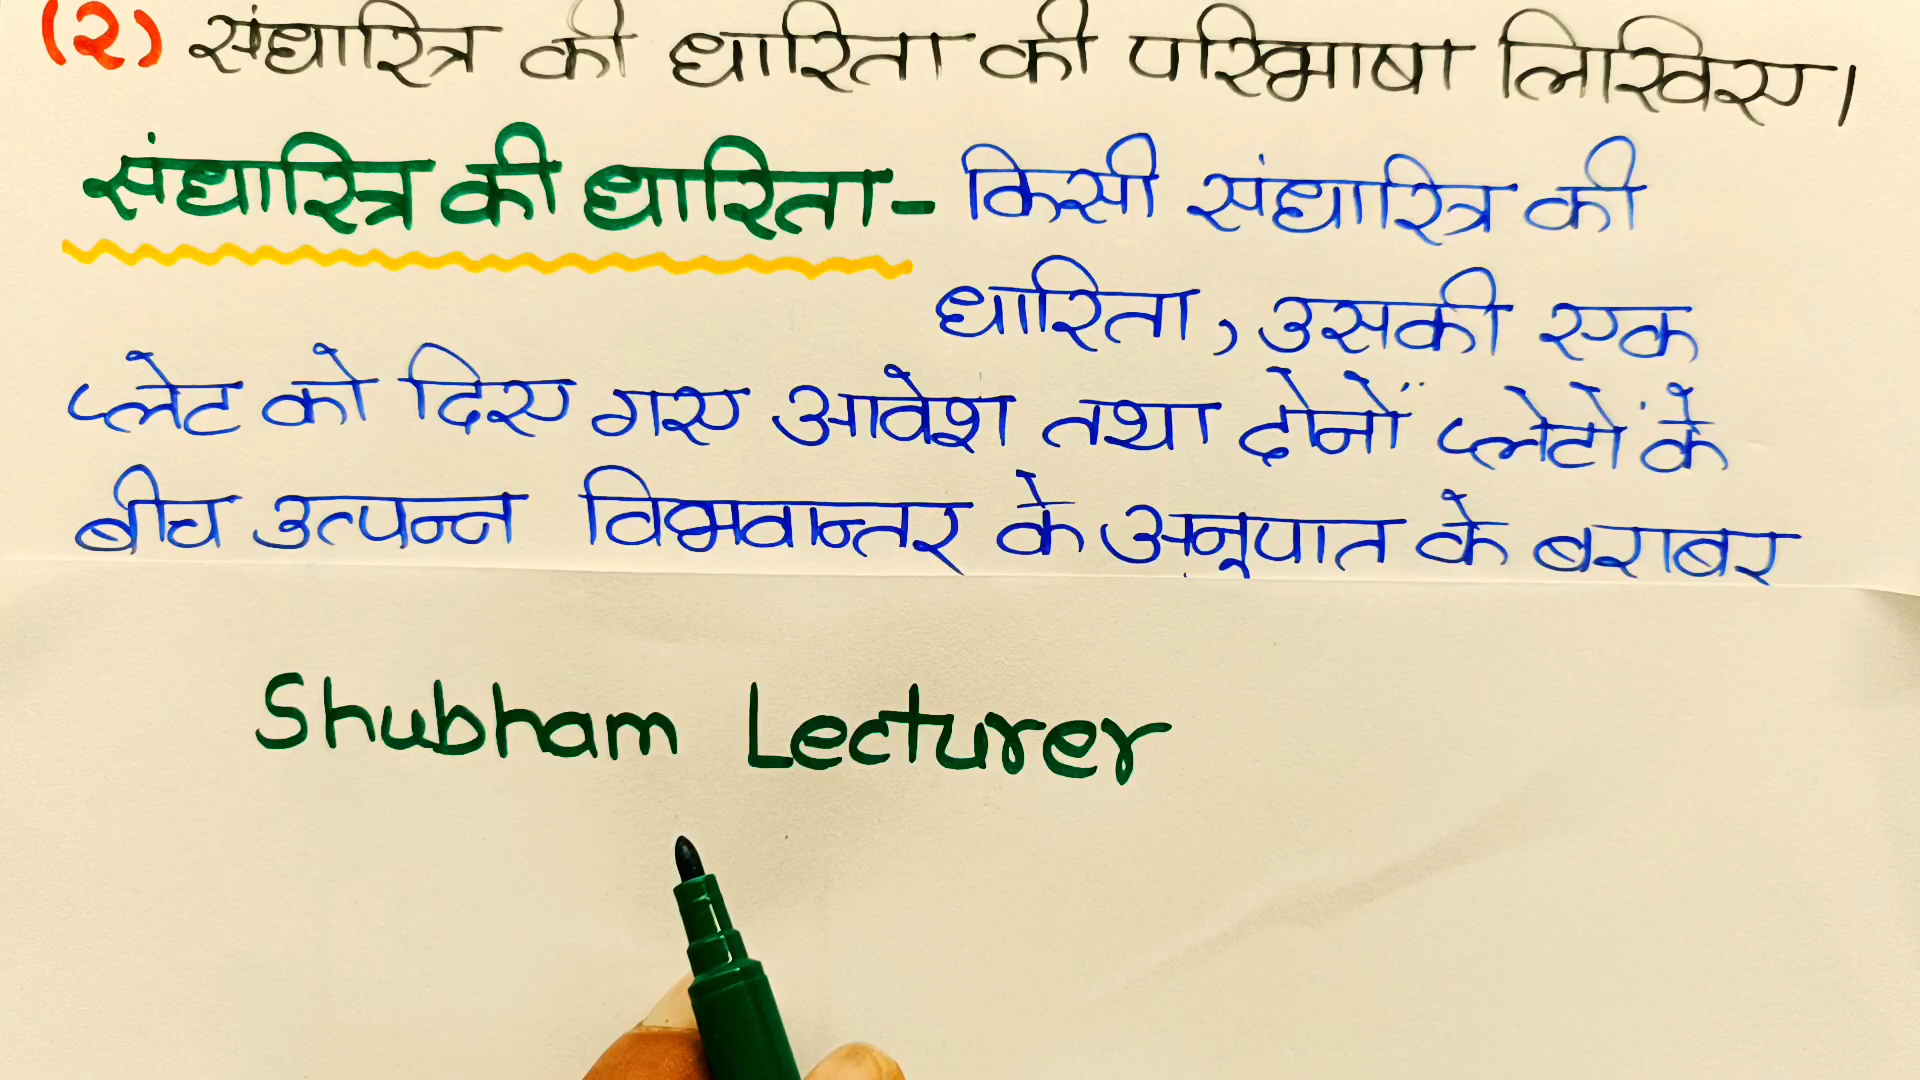 (२) संधारित्र की धारिता की परिभाषा लिखिए।
संधारित्र की धारिता - किसी संधारित्र की
धारिता, उसकी एक
प्लेट को दिए गए आवेश तथा दोनों प्लेटों के
बीच उत्पन्न विभवान्तर के अनुपात के बराबर
Shubham Lecturer